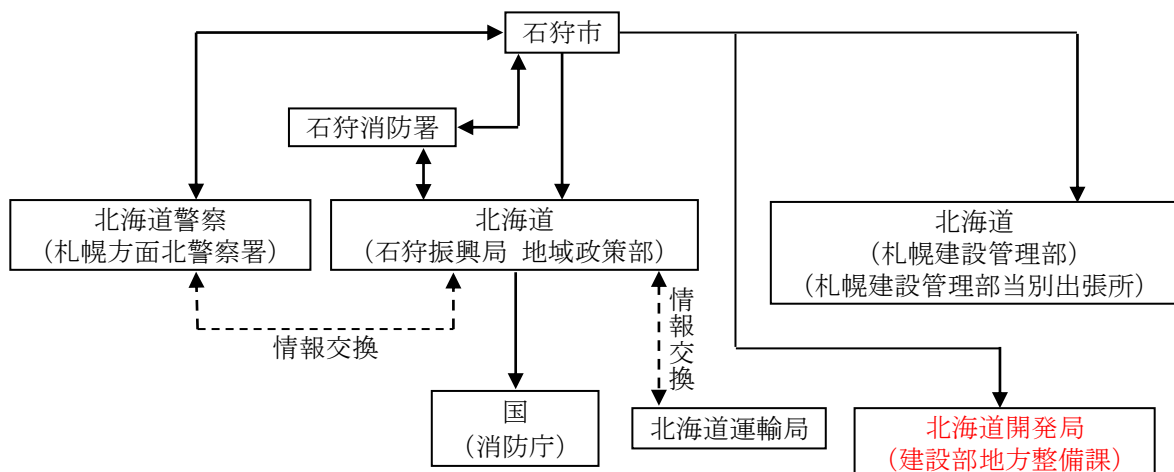 石狩市
石狩消防署
北海道警察
（札幌方面北警察署）
北海道
（石狩振興局 地域政策部）
北海道
（札幌建設管理部）
（札幌建設管理部当別出張所）
情報交換
情報交換
国
（消防庁）
北海道運輸局
北海道開発局
（建設部地方整備課）